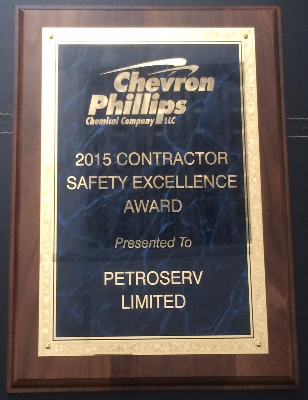 Chevron
Phillips
Chemical Company LLC
2015 CONTRACTOR
SAFETY EXCELLENCE
AWARD
Presented To
PETROSERV
LIMITED